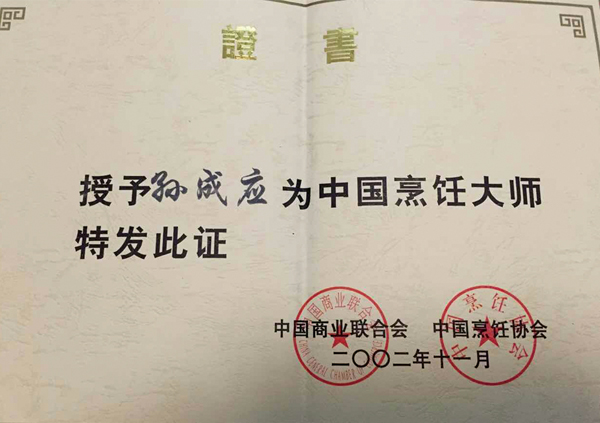 證書
授予孙成应为中国烹饪大师
特发此证
中国商业联合会 中国烹饪协会
二〇〇二年十一月